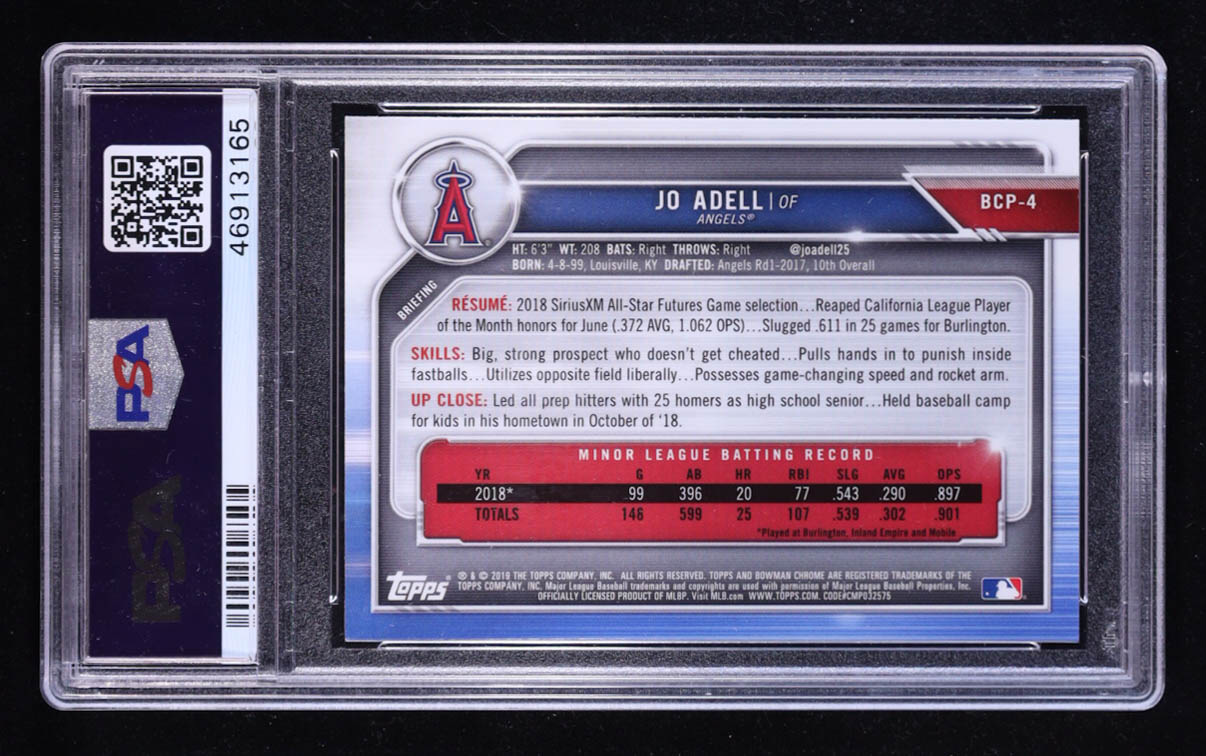 46913165
PSA
PSA
A
JO ADELL | OF
ANGELS®
BCP-4
HT: 6'3" WT: 208 BATS: Right THROWS: Right @joadell25
BORN: 4-8-99, Louisville, KY DRAFTED: Angels Rd1-2017, 10th Overall
BRIEFING
RÉSUMÉ: 2018 SiriusXM All-Star Futures Game selection...Reaped California League Player
of the Month honors for June (.372 AVG, 1.062 OPS)...Slugged .611 in 25 games for Burlington.
SKILLS: Big, strong prospect who doesn't get cheated...Pulls hands in to punish inside
fastballs...Utilizes opposite field liberally...Possesses game-changing speed and rocket arm.
UP CLOSE: Led all prep hitters with 25 homers as high school senior...Held baseball camp
for kids in his hometown in October of '18.
MINOR LEAGUE BATTING RECORD
YR G AB HR RBI SLG AVG OPS
2018* 99 396 20 77 .543 .290 .897
TOTALS 148 599 25 107 .539 .302 .901
*Played at Burlington, Inland Empire and Mobile
Topps
® & © 2019 THE TOPPS COMPANY, INC. ALL RIGHTS RESERVED. TOPPS AND BOWMAN CHROME ARE REGISTERED TRADEMARKS OF THE
TOPPS COMPANY, INC. Major League Baseball trademarks and copyrights are used with permission of Major League Baseball Properties, Inc.
OFFICIALLY LICENSED PRODUCT OF MLBP. Visit MLB.com WWW.TOPPS.COM. CODE#CMP032575